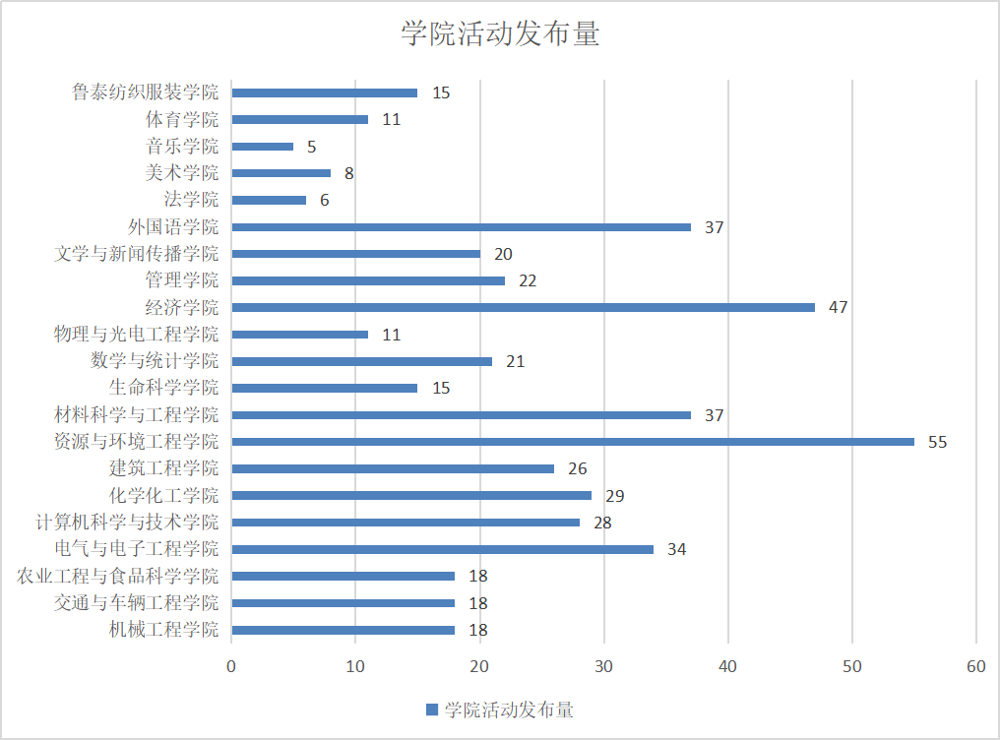 学院活动发布量
鲁泰纺织服装学院 15
体育学院 11
音乐学院 5
美术学院 8
法学院 6
外国语学院 37
文学与新闻传播学院 20
管理学院 22
经济学院 47
物理与光电工程学院 11
数学与统计学院 21
生命科学学院 15
材料科学与工程学院 37
资源与环境工程学院 55
建筑工程学院 26
化学化工学院 29
计算机科学与技术学院 28
电气与电子工程学院 34
农业工程与食品科学学院 18
交通与车辆工程学院 18
机械工程学院 18
0 10 20 30 40 50 60
学院活动发布量